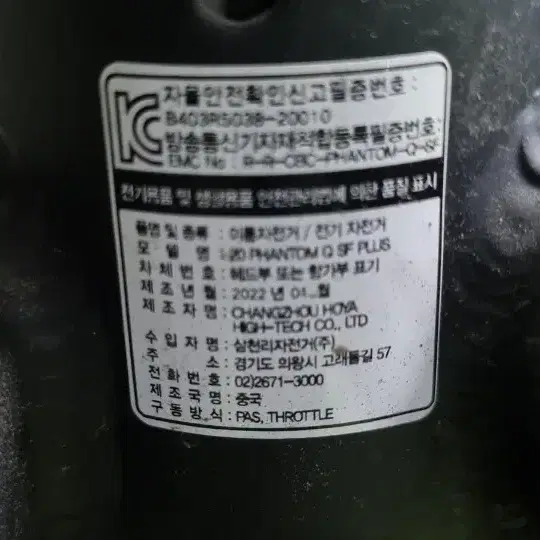 KC
자율안전확인신고필증번호 :
B403R5038-20010
방송통신기자재적합등록필증번호:
EMC No : R-R-CBC-PHANTOM-Q-SF
전기용품 및 생활용품 안전관리법에 의한 품질 표시
품명 및 종류 : 이륜자전거 / 전기 자전거
모 델 명 : 20 PHANTOM Q SF PLUS
차 체 번 호 : 헤드부 또는 행가부 표기
제 조 년 월 : 2022 년 01 월
제 조 자 명 : CHANGZHOU HOYA
HIGH-TECH CO., LTD
수 입 자 명 : 삼천리자전거(주)
주 소 : 경기도 의왕시 고래들길 57
전 화 번 호 : 02)2671-3000
제 조 국 명 : 중국
구 동 방 식 : PAS, THROTTLE